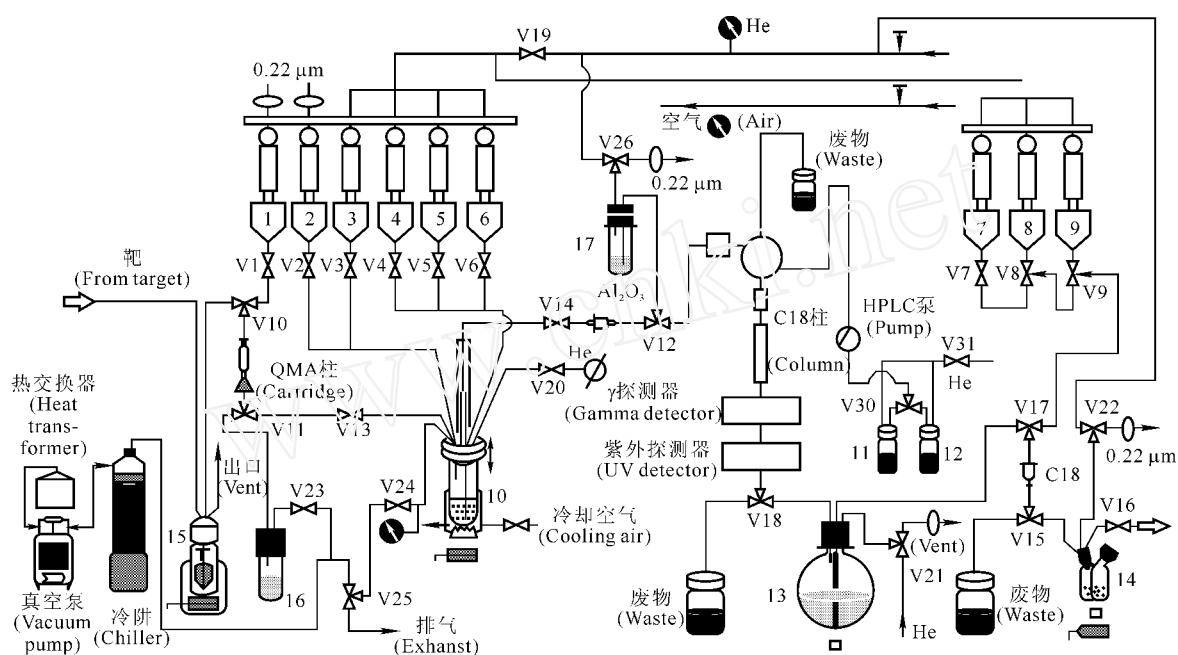 V19
He
0.22 μm
空气
(Air)
废物
(Waste)
V26
0.22 μm
1
2
3
4
5
6
7
8
9
17
靶
(From target)
V1
V2
V3
V4
V5
V6
V7
V8
V9
Al₂O₃
V10
V14
V12
C18柱
(Column)
HPLC泵
(Pump)
V31
He
QMA柱
(Carrridge)
He
V20
热交换器
(Heat
trans-
former)
V11
V13
γ探测器
(Gamma detector)
V30
V17
V22
紫外探测器
(UV detector)
11
12
0.22 μm
出口
(Vent)
V23
V24
10
C18
V16
15
冷却空气
(Cooling air)
V18
(Vent)
V15
V21
16
V25
13
14
真空泵
(Vacuum
pump)
冷阱
(Chiller)
排气
(Exhanst)
废物
(Waste)
He
废物
(Waste)
www.cnki.net